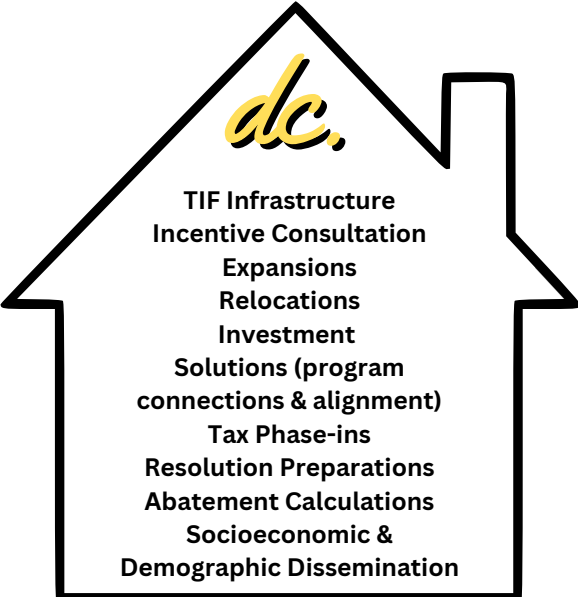 dc.
TIF Infrastructure
Incentive Consultation
Expansions
Relocations
Investment
Solutions (program
connections & alignment)
Tax Phase-ins
Resolution Preparations
Abatement Calculations
Socioeconomic &
Demographic Dissemination